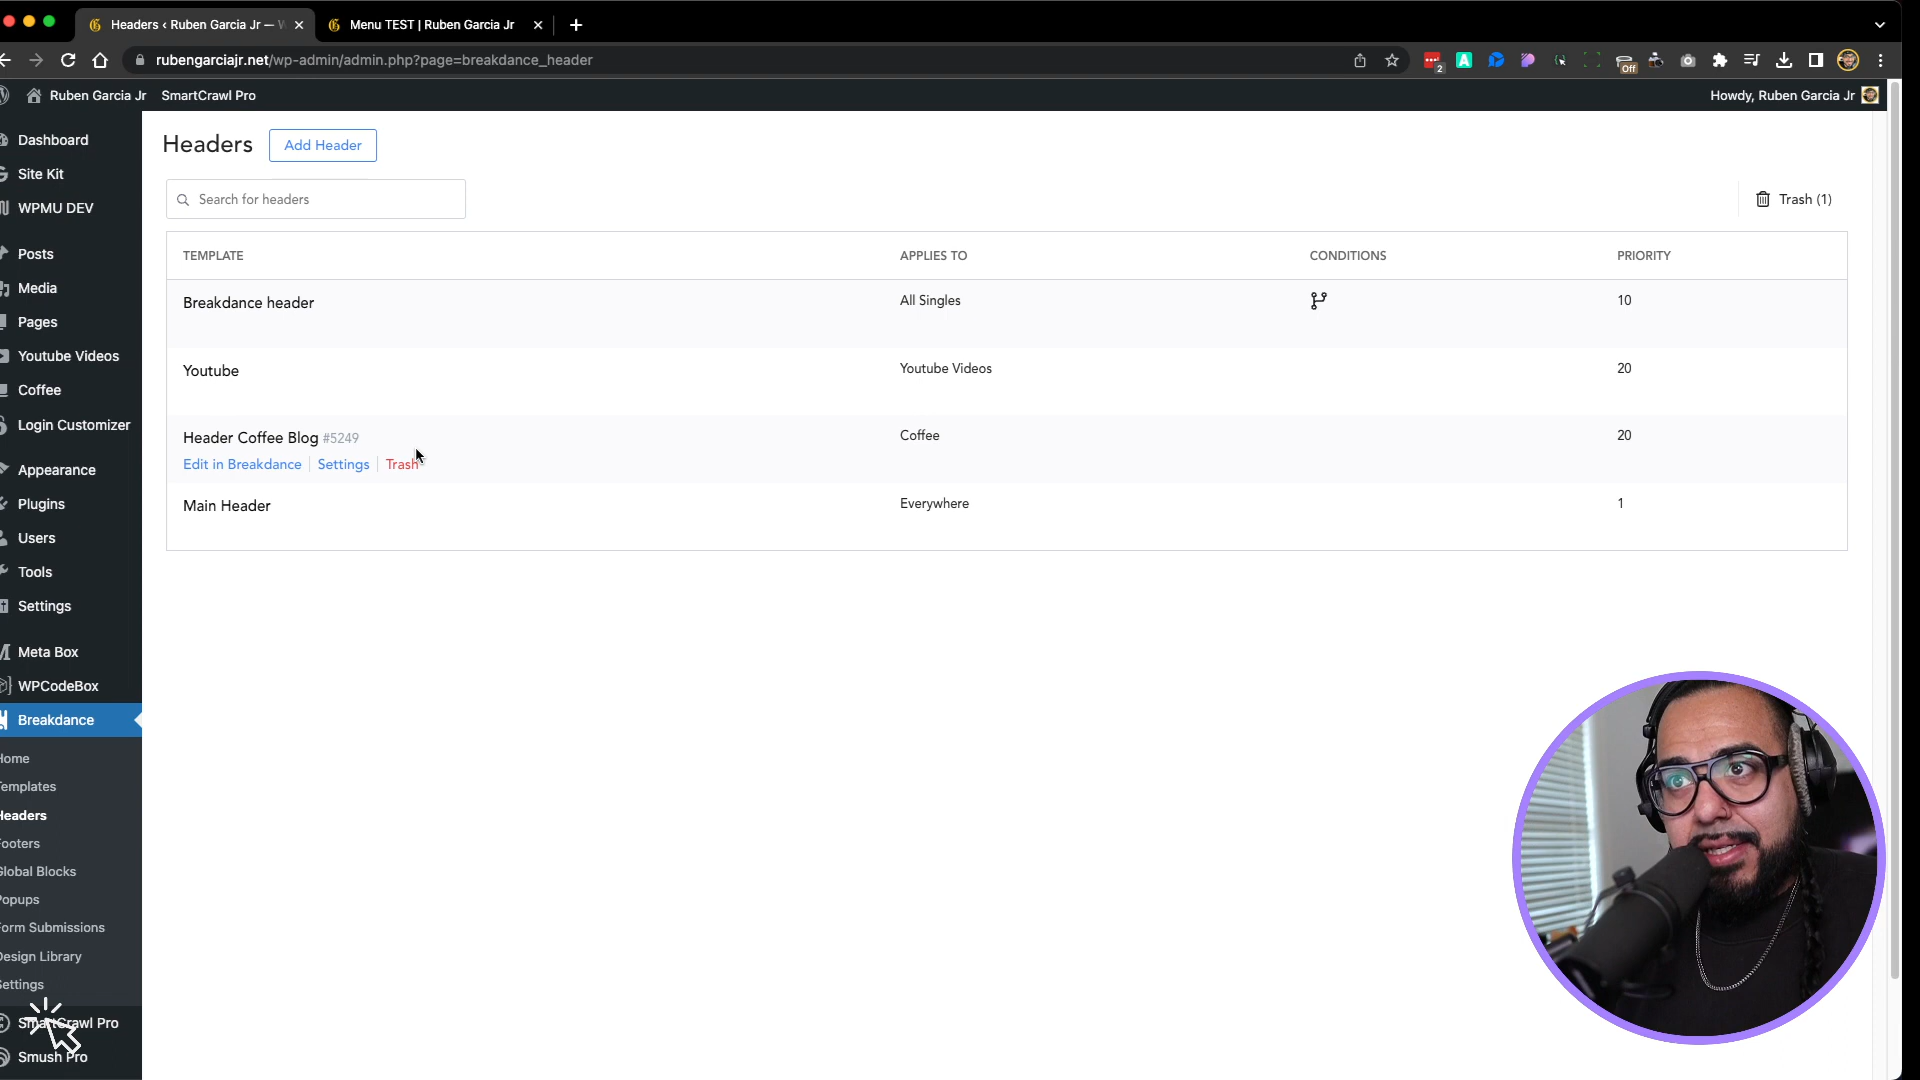 Headers ‹ Ruben Garcia Jr —
Menu TEST | Ruben Garcia Jr
rubengarciajr.net/wp-admin/admin.php?page=breakdance_header
2
Off
Ruben Garcia Jr
SmartCrawl Pro
Howdy, Ruben Garcia Jr
Dashboard
Site Kit
WPMU DEV
Posts
Media
Pages
Youtube Videos
Coffee
Login Customizer
Appearance
Plugins
Users
Tools
Settings
Meta Box
WPCodeBox
Breakdance
Home
Templates
Headers
Footers
Global Blocks
Popups
Form Submissions
Design Library
Settings
SmartCrawl Pro
Smush Pro
Headers
Add Header
Search for headers
Trash (1)
TEMPLATE APPLIES TO CONDITIONS PRIORITY
Breakdance header All Singles 10
Youtube Youtube Videos 20
Header Coffee Blog #5249 Coffee 20
Edit in Breakdance Settings Trash
Main Header Everywhere 1